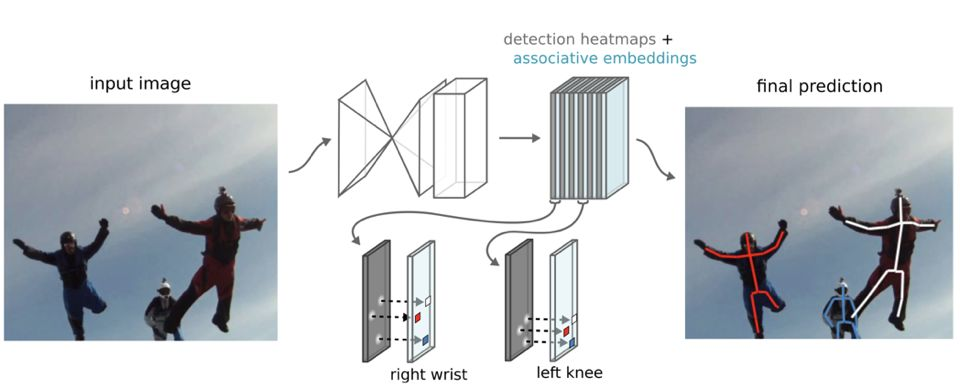 detection heatmaps +
associative embeddings
input image
final prediction
right wrist
left knee